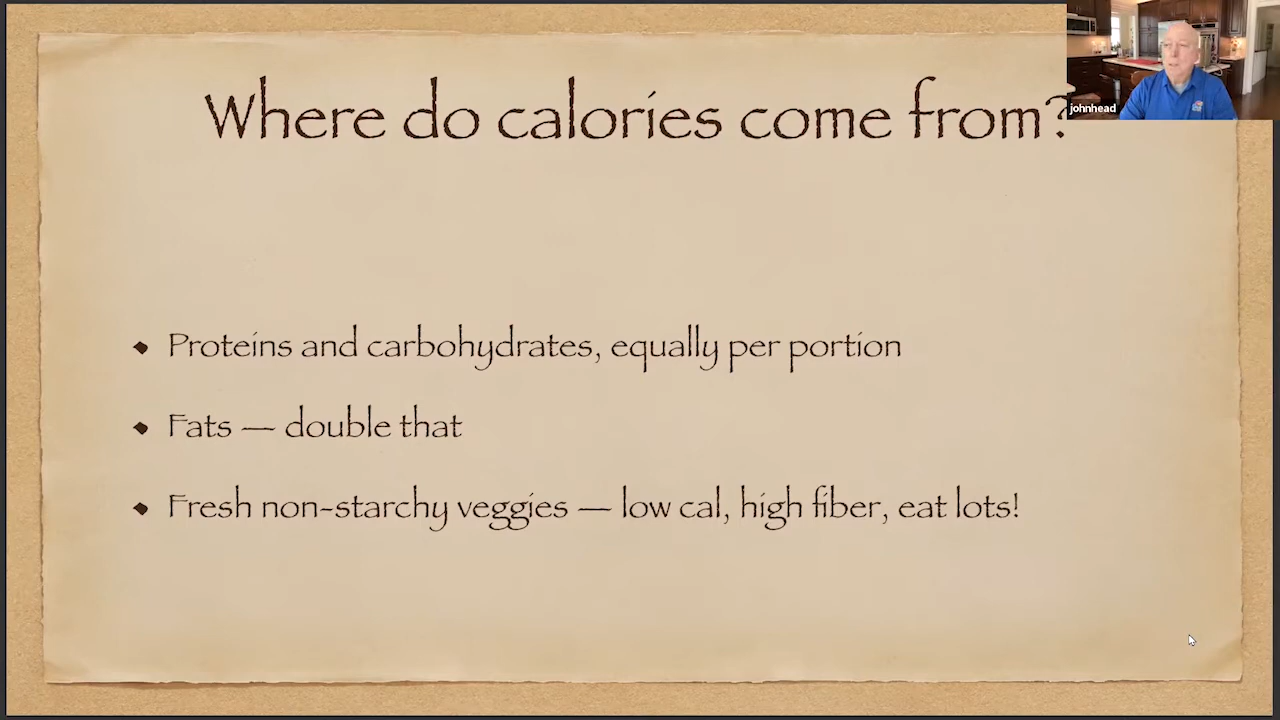 Where do calories come from?
johnhead
• Proteins and carbohydrates, equally per portion
• Fats — double that
• Fresh non-starchy veggies — low cal, high fiber, eat lots!